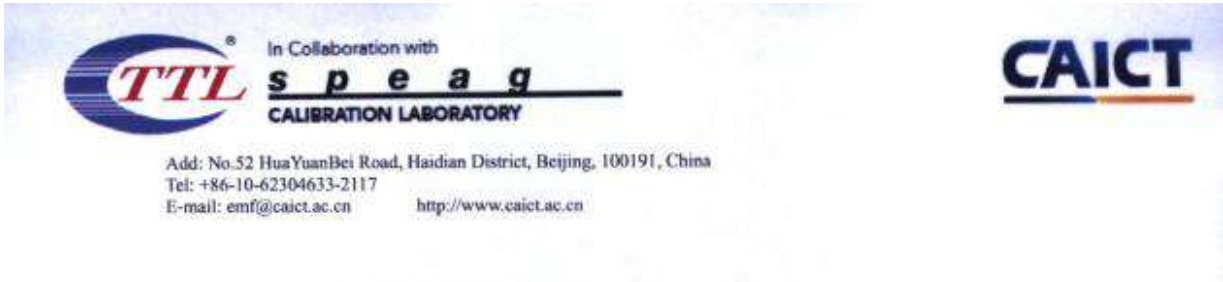 TTL®
In Collaboration with
s p e a g
CALIBRATION LABORATORY
CAICT
Add: No.52 HuaYuanBei Road, Haidian District, Beijing, 100191, China
Tel: +86-10-62304633-2117
E-mail: emf@caict.ac.cn http://www.caict.ac.cn